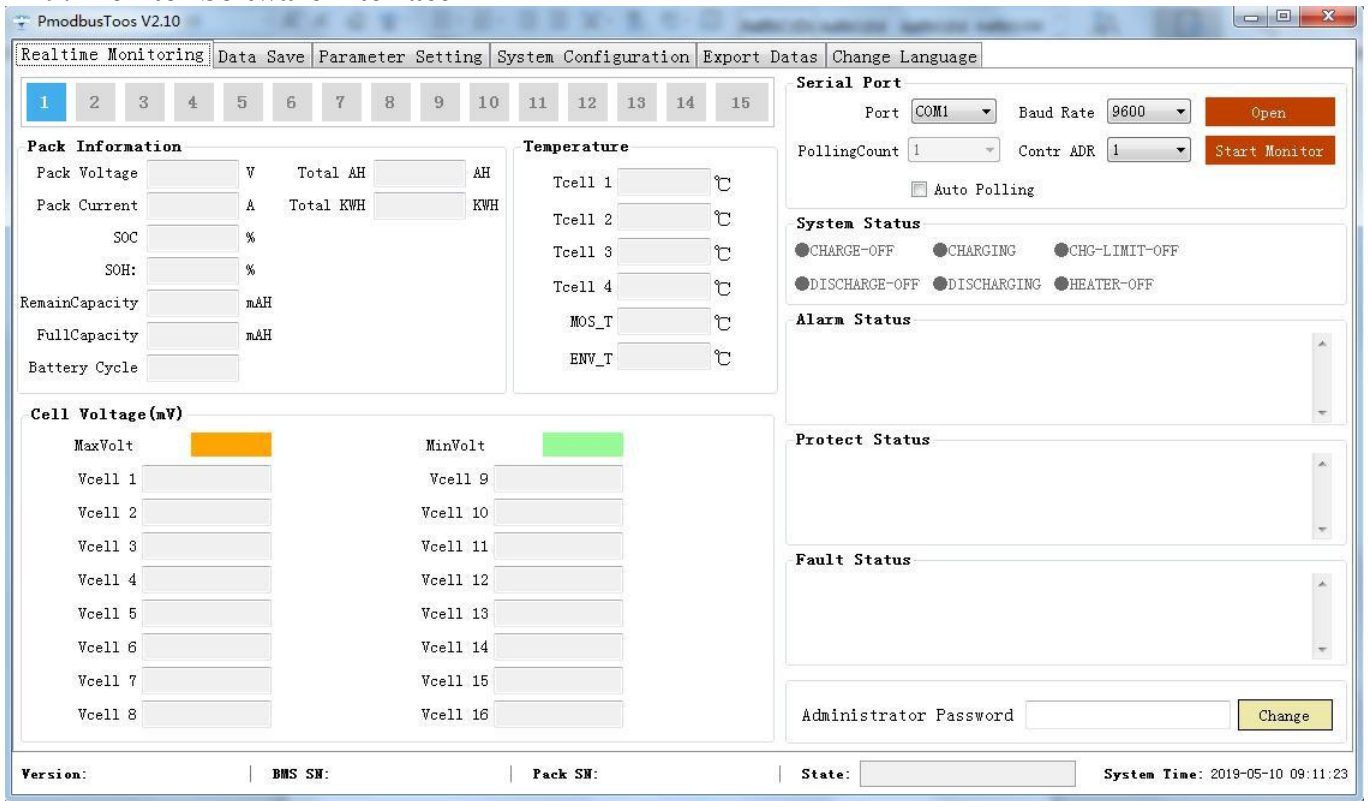 PmodbusToos V2.10
Realtime Monitoring Data Save Parameter Setting System Configuration Export Datas Change Language
1 2 3 4 5 6 7 8 9 10 11 12 13 14 15
Pack Information
Pack Voltage V Total AH AH
Pack Current A Total KWH KWH
SOC %
SOH: %
RemainCapacity mAH
FullCapacity mAH
Battery Cycle
Temperature
Tcell 1 ℃
Tcell 2 ℃
Tcell 3 ℃
Tcell 4 ℃
MOS_T ℃
ENV_T ℃
Cell Voltage(mV)
MaxVolt MinVolt
Vcell 1 Vcell 9
Vcell 2 Vcell 10
Vcell 3 Vcell 11
Vcell 4 Vcell 12
Vcell 5 Vcell 13
Vcell 6 Vcell 14
Vcell 7 Vcell 15
Vcell 8 Vcell 16
Serial Port
Port COM1 Baud Rate 9600 Open
PollingCount 1 Contr ADR 1 Start Monitor
Auto Polling
System Status
CHARGE-OFF CHARGING CHG-LIMIT-OFF
DISCHARGE-OFF DISCHARGING HEATER-OFF
Alarm Status
Protect Status
Fault Status
Administrator Password Change
Version: BMS SN: Pack SN: State: System Time: 2019-05-10 09:11:23